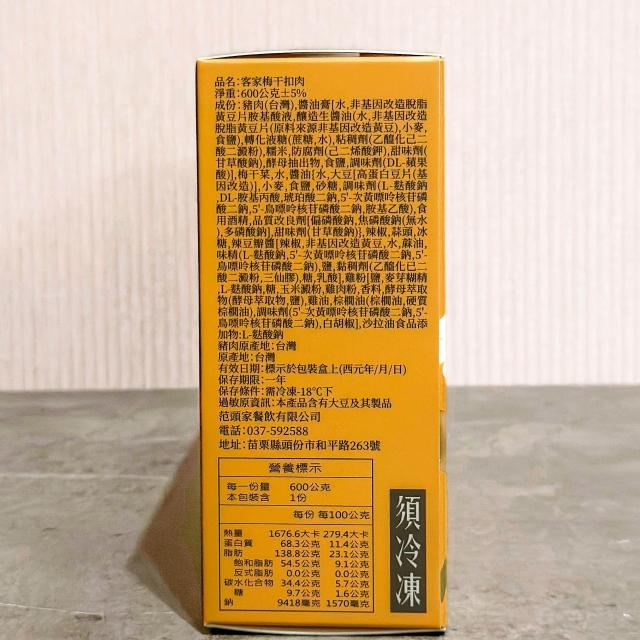 品名:客家梅干扣肉
淨重:600公克±5%
成份:豬肉(台灣),醬油膏[水,非基因改造脫脂
黃豆片胺基酸液,釀造生醬油(水,非基因改造
脫脂黃豆片(原料來源非基因改造黃豆),小麥,
食鹽),轉化液糖(蔗糖,水),粘稠劑(乙醯化己二
酸二澱粉),糯米,防腐劑(己二烯酸鉀),甜味劑(
甘草酸鈉),酵母抽出物,食鹽,調味劑(DL-蘋果
酸)],梅干菜,水,醬油{水,大豆[高蛋白豆片(基
因改造)],小麥,食鹽,砂糖,調味劑(L-麩酸鈉,
DL-胺基丙酸,琥珀酸二鈉,5'-次黃嘌呤核苷磷
酸二鈉,5'-鳥嘌呤核苷磷酸二鈉,胺基乙酸),食
用酒精,品質改良劑[偏磷酸鈉,焦磷酸鈉(無水)
,多磷酸鈉),甜味劑(甘草酸鈉)},辣椒,蒜頭,冰
糖,辣豆瓣醬[辣椒,非基因改造黃豆,水,蔴油,
味精(L-麩酸鈉,5'-次黃嘌呤核苷磷酸二鈉,5'-
鳥嘌呤核苷磷酸二鈉),鹽,黏稠劑(乙醯化己二
酸二澱粉,三仙膠),糖,乳酸],雞粉[鹽,麥芽糊精
,L-麩酸鈉,糖,玉米澱粉,雞肉粉,香料,酵母萃取
物(酵母萃取物,鹽),雞油,棕櫚油(棕櫚油,硬質
棕櫚油),調味劑(5'-次黃嘌呤核苷磷酸二鈉,5'-
鳥嘌呤核苷磷酸二鈉),白胡椒],沙拉油食品添
加物:L-麩酸鈉
豬肉原產地:台灣
原產地:台灣
有效日期:標示於包裝盒上(西元年/月/日)
保存期限:一年
保存條件:需冷凍-18°C下
過敏原資訊:本產品含有大豆及其製品
范頭家餐飲有限公司
電話:037-592588
地址:苗栗縣頭份市和平路263號
營養標示
每一份量 600公克
本包裝含 1份
每份 每100公克
熱量 1676.6大卡 279.4大卡
蛋白質 68.3公克 11.4公克
脂肪 138.8公克 23.1公克
飽和脂肪 54.5公克 9.1公克
反式脂肪 0.0公克 0.0公克
碳水化合物 34.4公克 5.7公克
糖 9.7公克 1.6公克
鈉 9418毫克 1570毫克
須冷凍